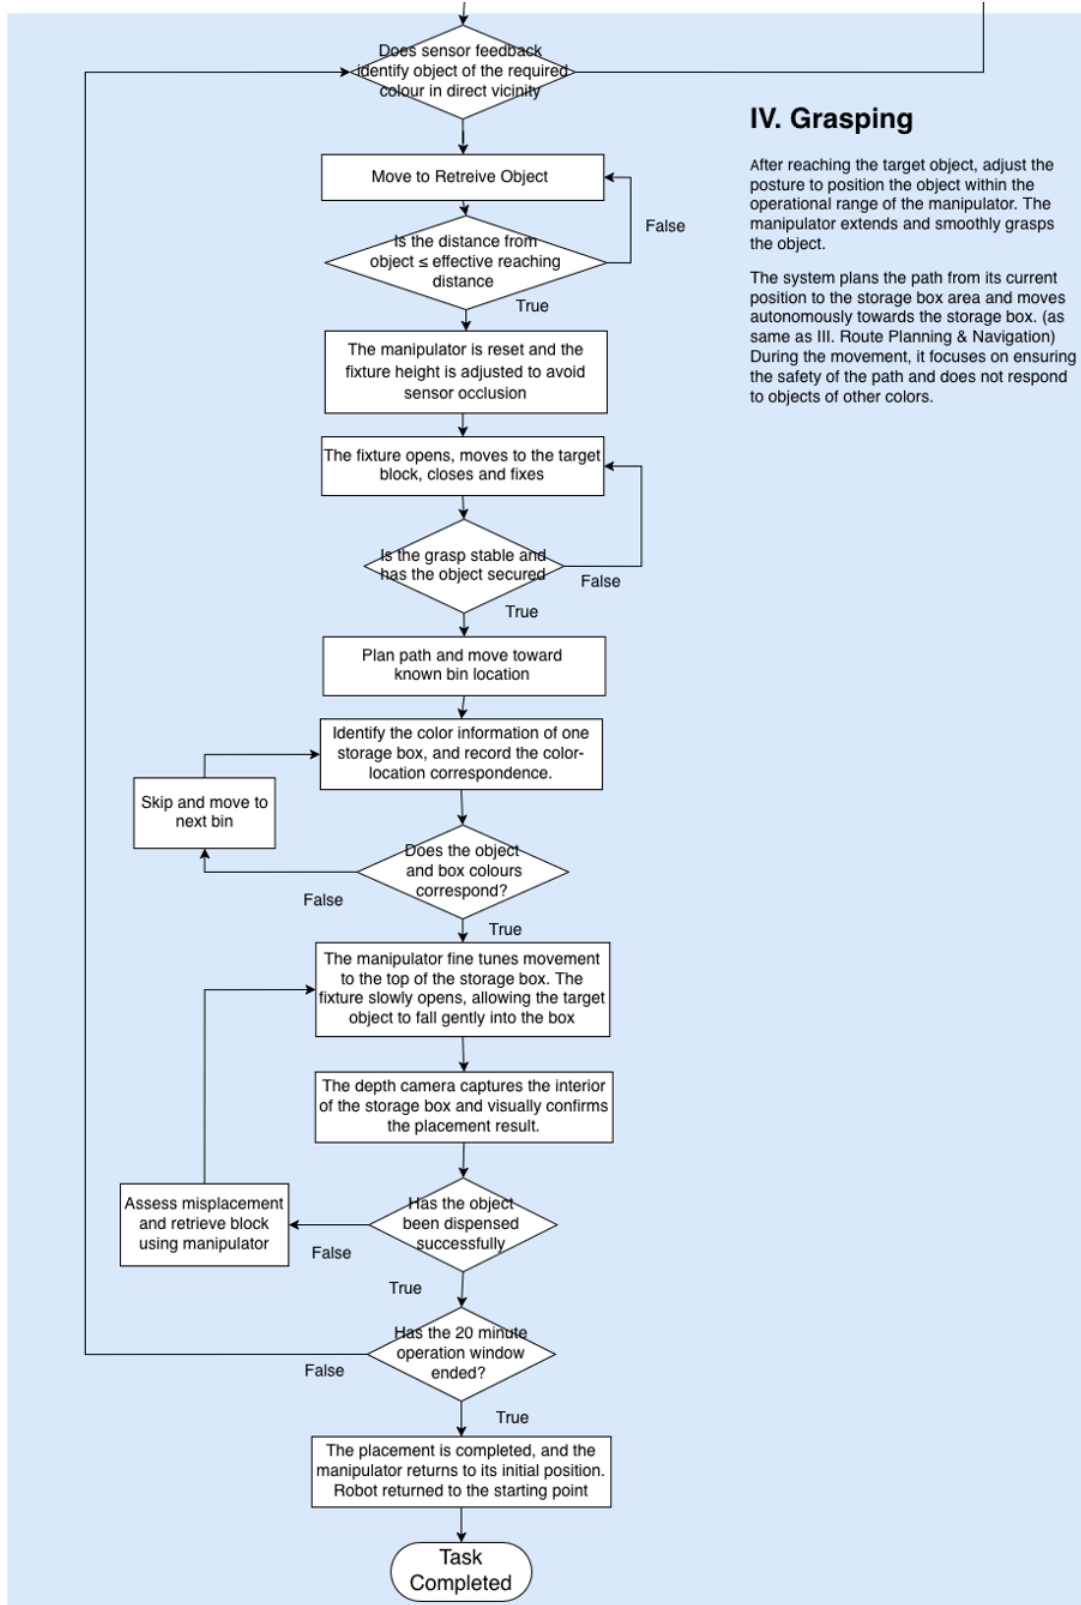 Does sensor feedback
identify object of the required
colour in direct vicinity
IV. Grasping
After reaching the target object, adjust the
posture to position the object within the
operational range of the manipulator. The
manipulator extends and smoothly grasps
the object.
The system plans the path from its current
position to the storage box area and moves
autonomously towards the storage box. (as
same as III. Route Planning & Navigation)
During the movement, it focuses on ensuring
the safety of the path and does not respond
to objects of other colors.
Move to Retreive Object
False
Is the distance from
object ≤ effective reaching
distance
True
The manipulator is reset and the
fixture height is adjusted to avoid
sensor occlusion
The fixture opens, moves to the target
block, closes and fixes
Is the grasp stable and
has the object secured
False
True
Plan path and move toward
known bin location
Identify the color information of one
storage box, and record the color-
location correspondence.
Skip and move to
next bin
Does the object
and box colours
correspond?
False
True
The manipulator fine tunes movement
to the top of the storage box. The
fixture slowly opens, allowing the target
object to fall gently into the box
The depth camera captures the interior
of the storage box and visually confirms
the placement result.
Assess misplacement
and retrieve block
using manipulator
Has the object
been dispensed
successfully
False
True
Has the 20 minute
operation window
ended?
False
True
The placement is completed, and the
manipulator returns to its initial position.
Robot returned to the starting point
Task
Completed